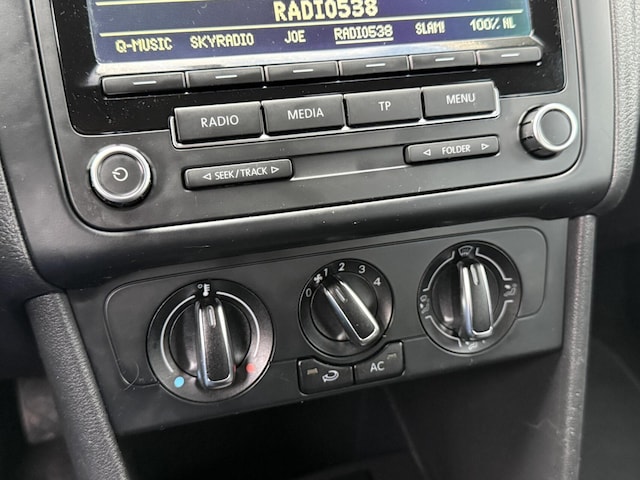 RADIO538
Q-MUSIC SKYRADIO JOE RADIO538 SLAM! 100% NL
RADIO MEDIA TP MENU
SEEK / TRACK FOLDER
0 1 2 3 4
AC